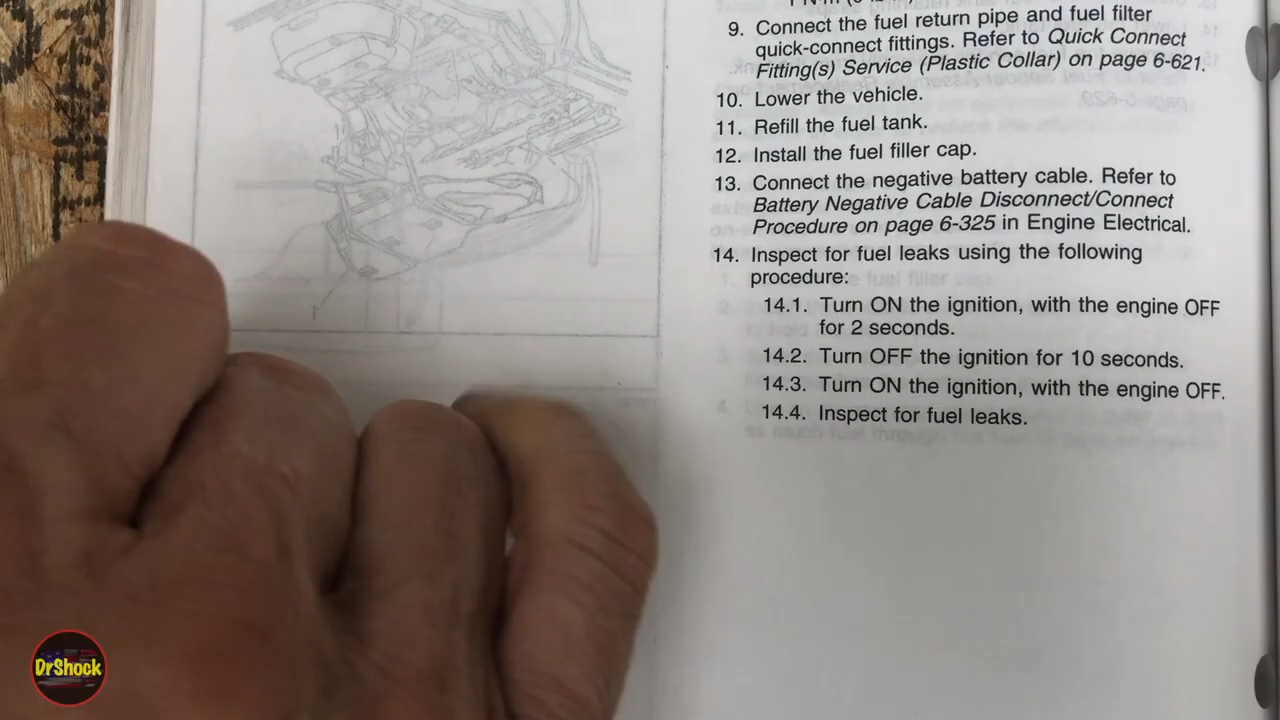 9. Connect the fuel return pipe and fuel filter
quick-connect fittings. Refer to Quick Connect
Fitting(s) Service (Plastic Collar) on page 6-621.
10. Lower the vehicle.
11. Refill the fuel tank.
12. Install the fuel filler cap.
13. Connect the negative battery cable. Refer to
Battery Negative Cable Disconnect/Connect
Procedure on page 6-325 in Engine Electrical.
14. Inspect for fuel leaks using the following
procedure:
14.1. Turn ON the ignition, with the engine OFF
for 2 seconds.
14.2. Turn OFF the ignition for 10 seconds.
14.3. Turn ON the ignition, with the engine OFF.
14.4. Inspect for fuel leaks.
DrShock